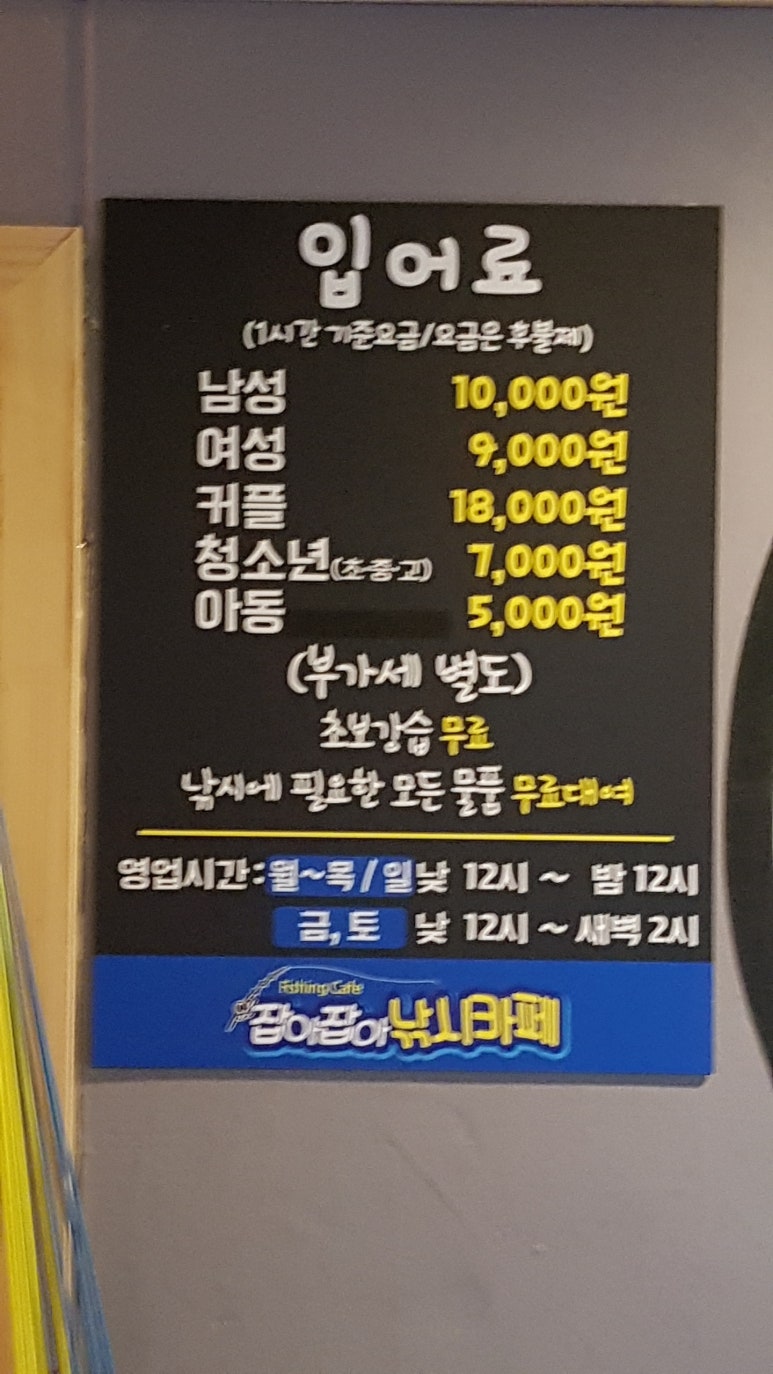 입어료
(1시간 기준요금/요금은 후불제)
남성 10,000원
여성 9,000원
커플 18,000원
청소년(초·중·고) 7,000원
아동 5,000원
(부가세 별도)
초보강습 무료
낚시에 필요한 모든 물품 무료대여
영업시간: 월~목 / 일 낮 12시 ~ 밤 12시
금, 토 낮 12시 ~ 새벽 2시
Fishing Cafe
잡아잡아낚시카페